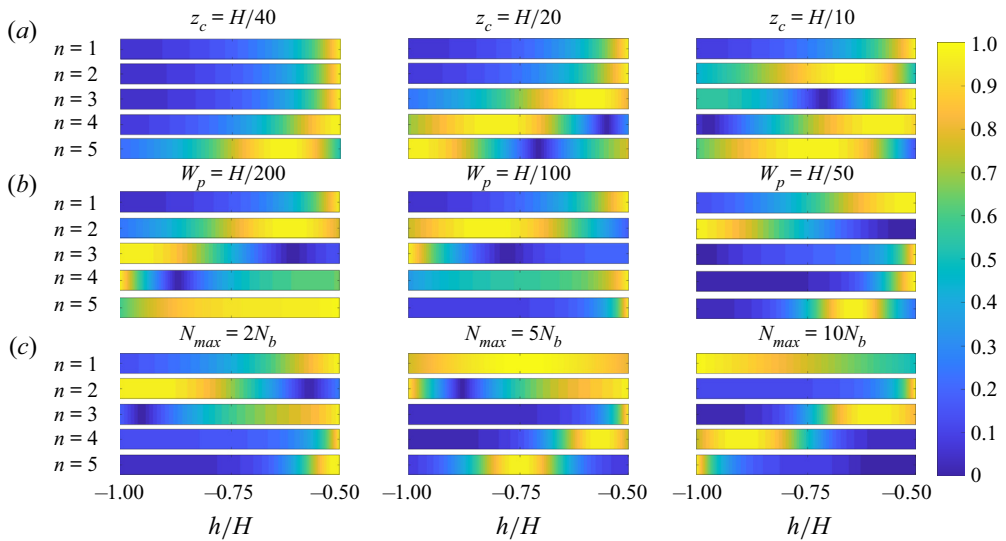 (a)
z_c = H/40
z_c = H/20
z_c = H/10
n = 1
n = 2
n = 3
n = 4
n = 5
(b)
W_p = H/200
W_p = H/100
W_p = H/50
n = 1
n = 2
n = 3
n = 4
n = 5
(c)
N_max = 2N_b
N_max = 5N_b
N_max = 10N_b
n = 1
n = 2
n = 3
n = 4
n = 5
−1.00 −0.75 −0.50
−1.00 −0.75 −0.50
−1.00 −0.75 −0.50
h/H
h/H
h/H
1.0
0.9
0.8
0.7
0.6
0.5
0.4
0.3
0.2
0.1
0